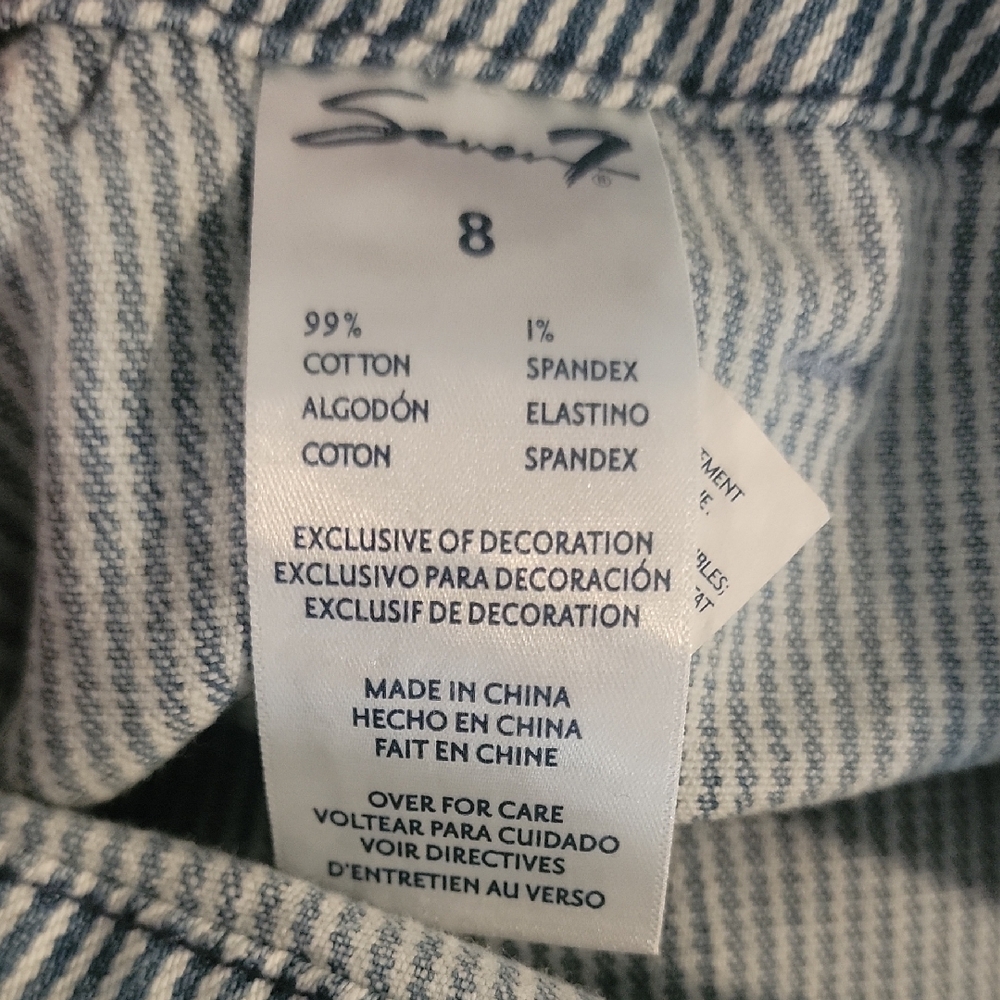 Seven7®
8
99% 1%
COTTON SPANDEX
ALGODÓN ELASTINO
COTON SPANDEX
EXCLUSIVE OF DECORATION
EXCLUSIVO PARA DECORACIÓN
EXCLUSIF DE DECORATION
MADE IN CHINA
HECHO EN CHINA
FAIT EN CHINE
OVER FOR CARE
VOLTEAR PARA CUIDADO
VOIR DIRECTIVES
D'ENTRETIEN AU VERSO